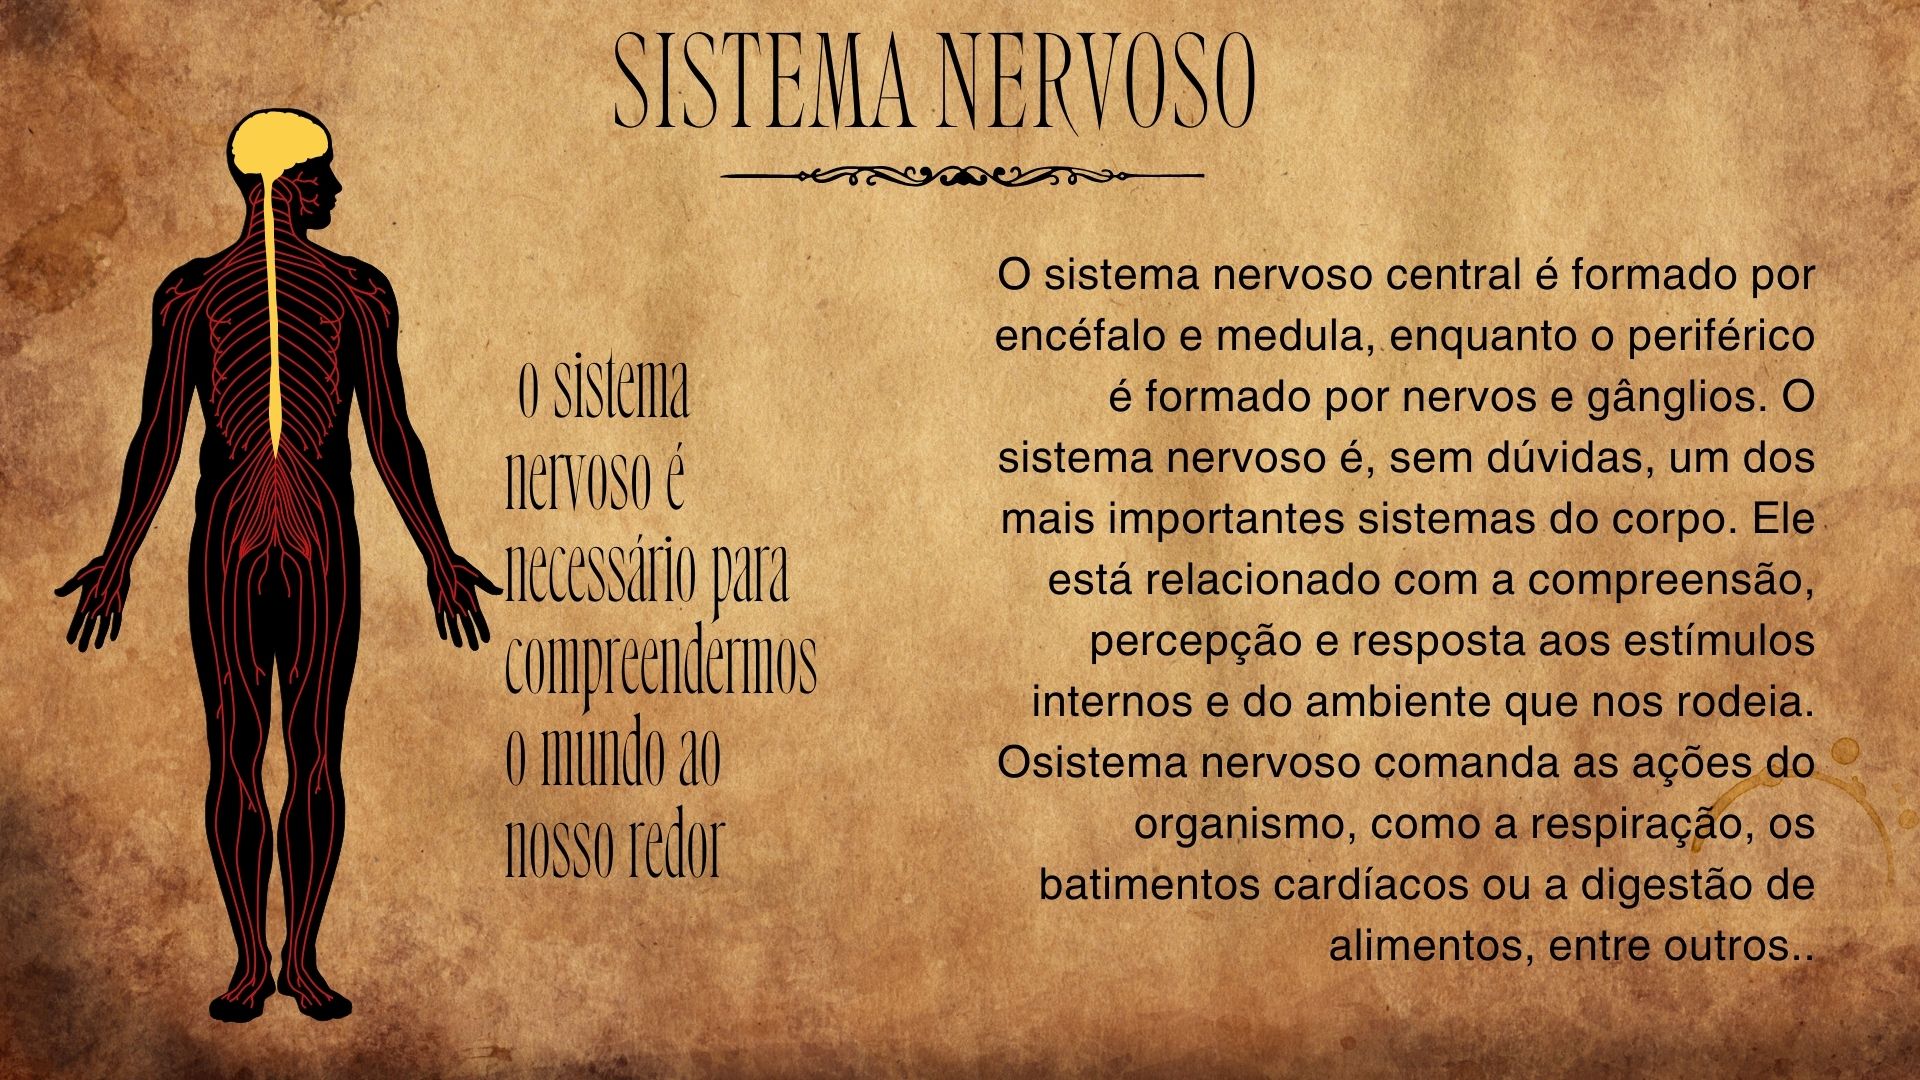 SISTEMA NERVOSO
o sistema
nervoso é
necessário para
compreendermos
o mundo ao
nosso redor
O sistema nervoso central é formado por
encéfalo e medula, enquanto o periférico
é formado por nervos e gânglios. O
sistema nervoso é, sem dúvidas, um dos
mais importantes sistemas do corpo. Ele
está relacionado com a compreensão,
percepção e resposta aos estímulos
internos e do ambiente que nos rodeia.
Osistema nervoso comanda as ações do
organismo, como a respiração, os
batimentos cardíacos ou a digestão de
alimentos, entre outros..